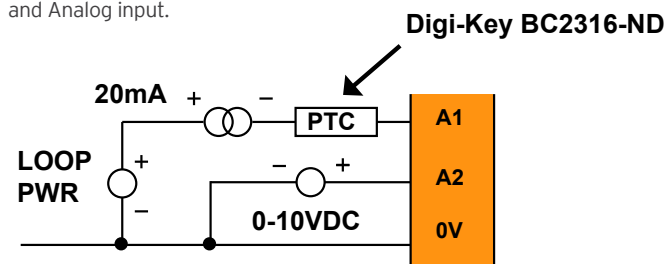 and Analog input.
Digi-Key BC2316-ND
20mA + −
PTC
A1
LOOP
PWR
+
−
− +
A2
0-10VDC
0V